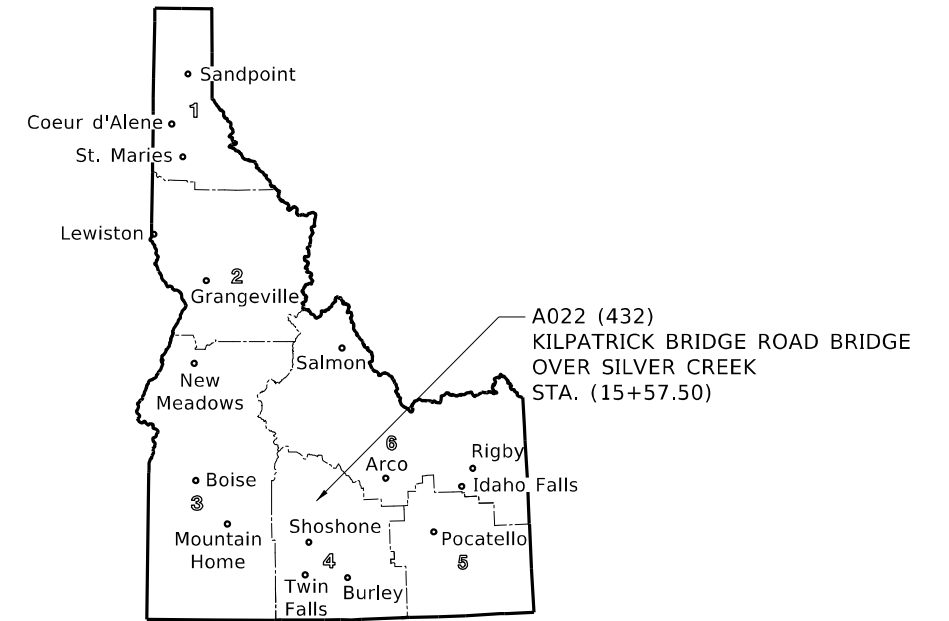 Sandpoint
1
Coeur d'Alene
St. Maries
Lewiston
2
Grangeville
A022 (432)
KILPATRICK BRIDGE ROAD BRIDGE
OVER SILVER CREEK
STA. (15+57.50)
Salmon
New
Meadows
6
Arco
Rigby
Boise
Idaho Falls
3
Shoshone
Mountain
Home
Pocatello
4
5
Twin
Falls
Burley